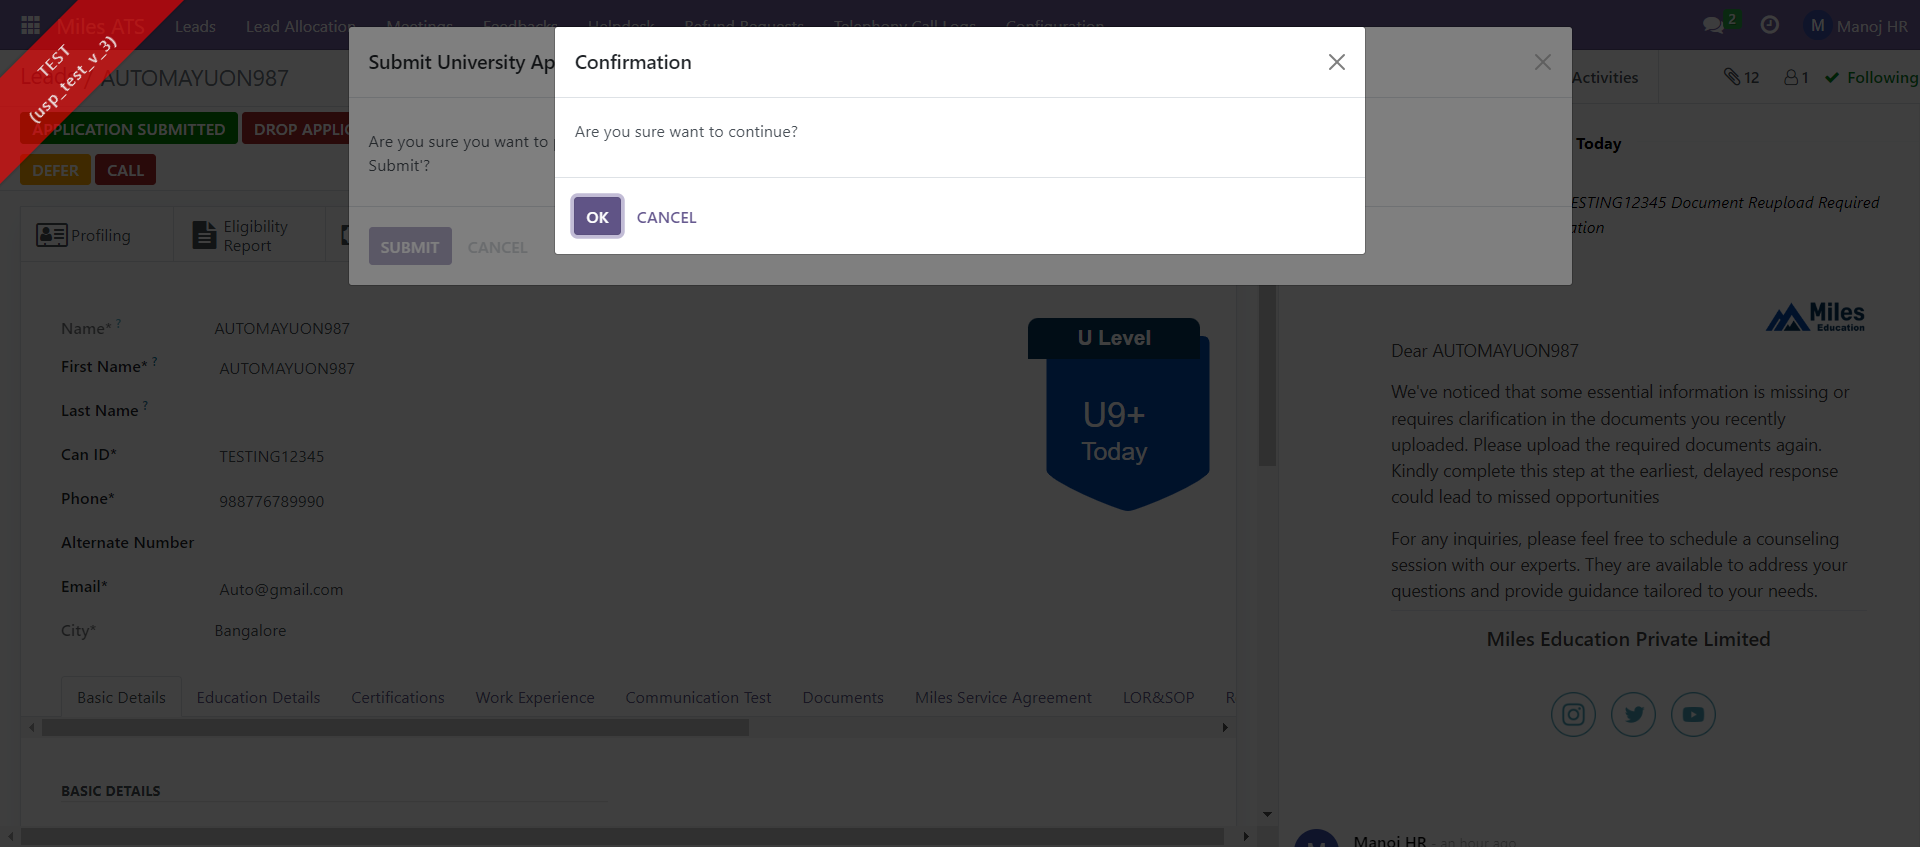 TEST
(usp_test_v_3)
Miles ATS
Leads
Lead Allocation
Meetings
Feedbacks
Helpdesk
Refund Requests
Telephony Call Logs
Configuration
2
M
Manoj HR
Leads / AUTOMAYUON987
Activities
12
1
Following
APPLICATION SUBMITTED
DROP APPLIC
DEFER
CALL
Submit University Ap
Are you sure you want to
Submit'?
SUBMIT
CANCEL
Confirmation
Are you sure want to continue?
OK
CANCEL
Profiling
Eligibility
Report
Name* ?
AUTOMAYUON987
First Name* ?
AUTOMAYUON987
Last Name ?
Can ID*
TESTING12345
Phone*
988776789990
Alternate Number
Email*
Auto@gmail.com
City*
Bangalore
U Level
U9+
Today
Basic Details
Education Details
Certifications
Work Experience
Communication Test
Documents
Miles Service Agreement
LOR&SOP
R
BASIC DETAILS
Today
ESTING12345 Document Reupload Required
ation
Miles
Education
Dear AUTOMAYUON987
We've noticed that some essential information is missing or
requires clarification in the documents you recently
uploaded. Please upload the required documents again.
Kindly complete this step at the earliest, delayed response
could lead to missed opportunities
For any inquiries, please feel free to schedule a counseling
session with our experts. They are available to address your
questions and provide guidance tailored to your needs.
Miles Education Private Limited
M
Manoj HR - an hour ago